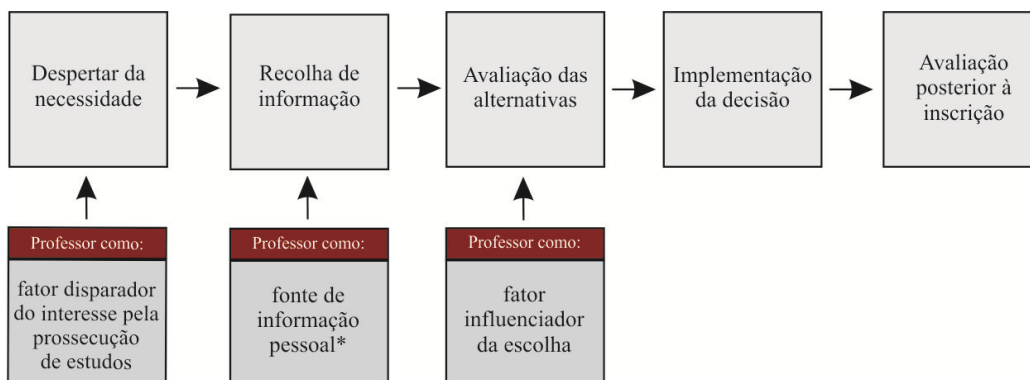 Despertar da
necessidade
Recolha de
informação
Avaliação das
alternativas
Implementação
da decisão
Avaliação
posterior à
inscrição
Professor como:
fator disparador
do interesse pela
prossecução
de estudos
Professor como:
fonte de
informação
pessoal*
Professor como:
fator
influenciador
da escolha